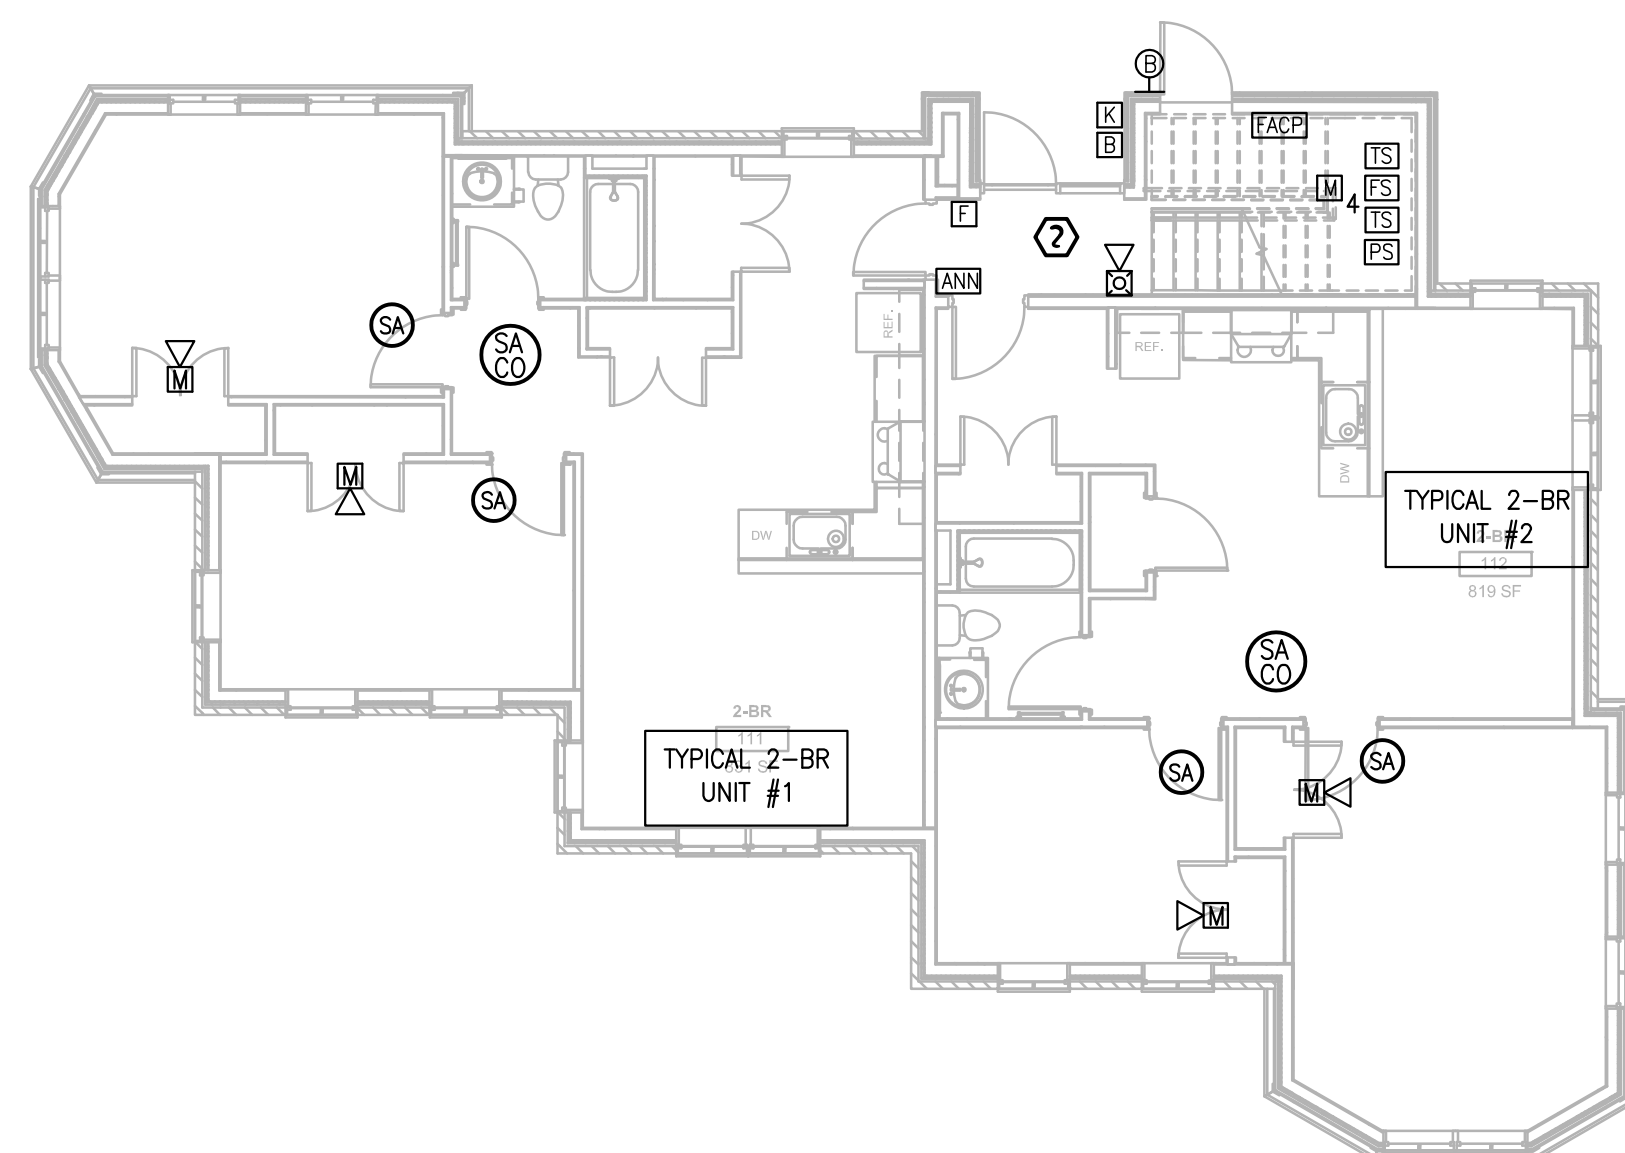 B
K
B
FACP
TS
FS
TS
PS
M
4
F
2
ANN
REF.
REF.
SA
SA
CO
M
M
SA
DW
DW
TYPICAL 2-BR
UNIT #2
112
819 SF
SA
CO
2-BR
111
TYPICAL 2-BR
UNIT #1
SA
SA
M
M